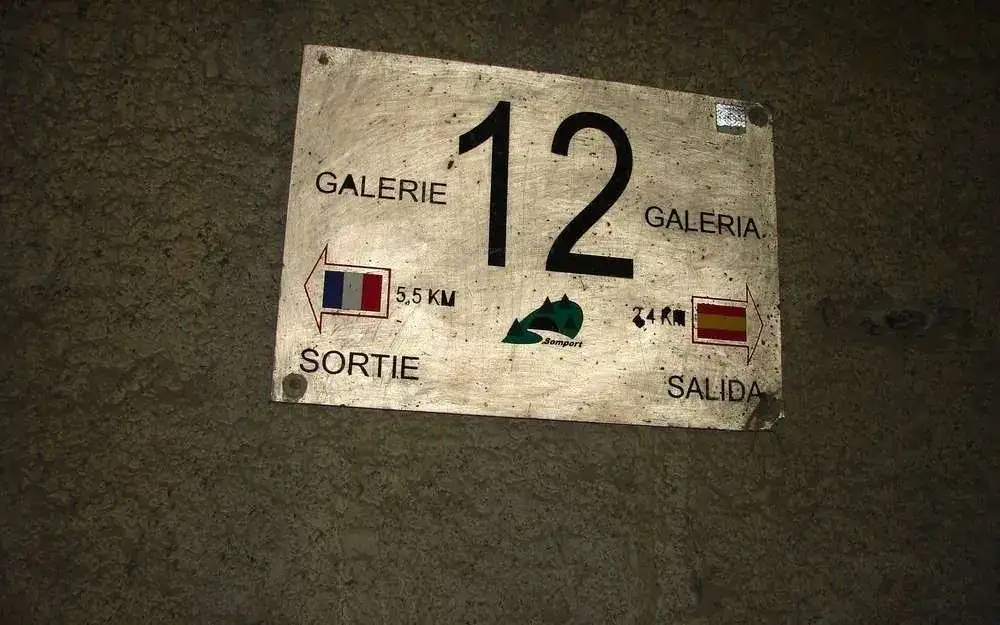 12
GALERIE
GALERIA
5,5 KM
Somport
KM
SORTIE
SALIDA